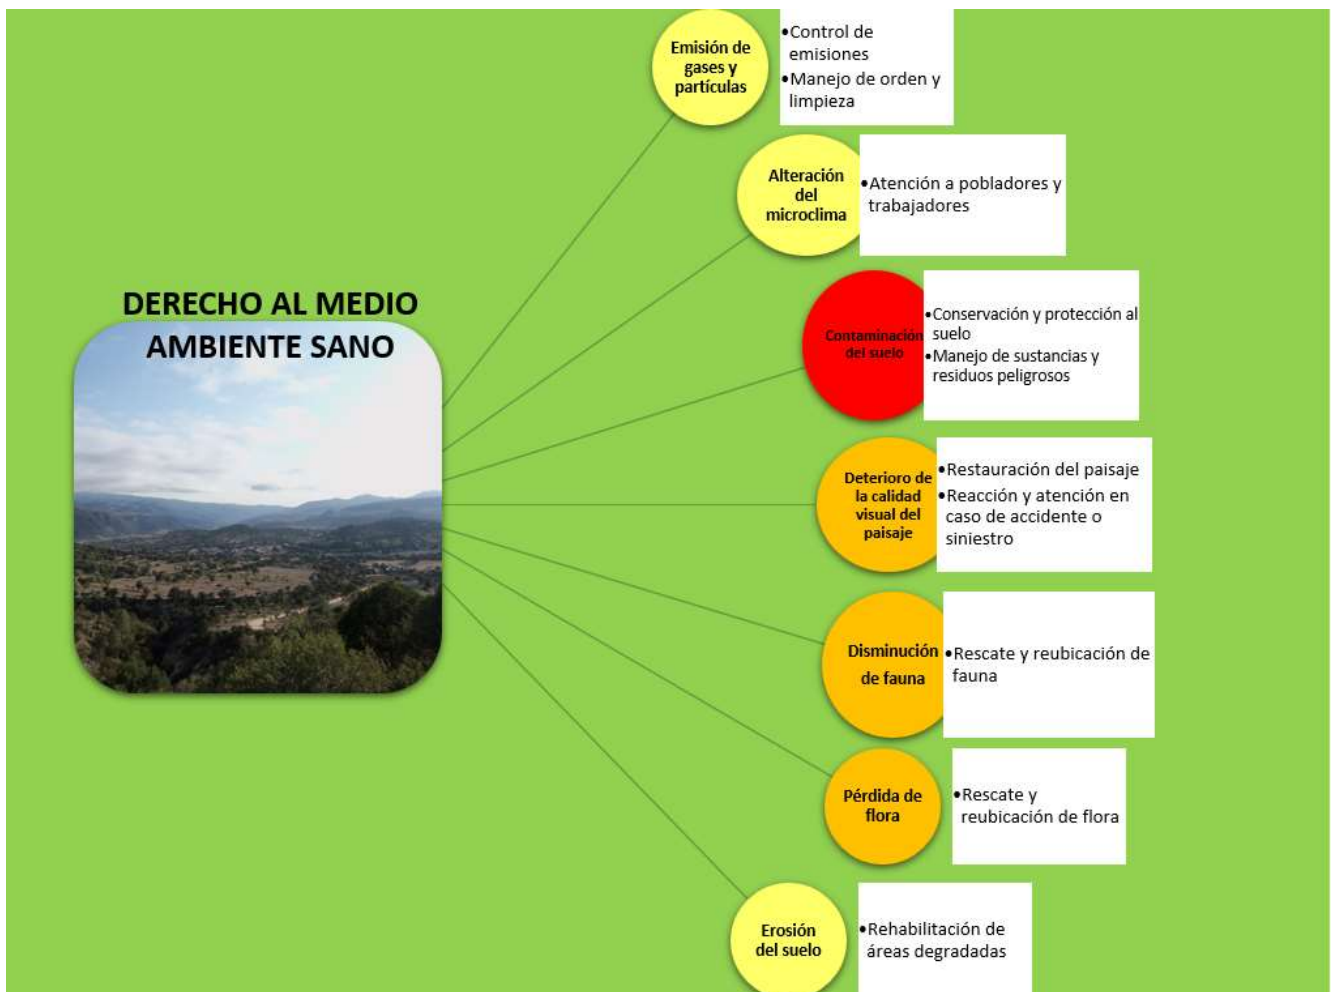 DERECHO AL MEDIO
AMBIENTE SANO
Emisión de
gases y
partículas
•Control de
emisiones
•Manejo de orden y
limpieza
Alteración
del
microclima
•Atención a pobladores y
trabajadores
Contaminación
del suelo
•Conservación y protección al
suelo
•Manejo de sustancias y
residuos peligrosos
Deterioro de
la calidad
visual del
paisaje
•Restauración del paisaje
•Reacción y atención en
caso de accidente o
siniestro
Disminución
de fauna
•Rescate y reubicación de
fauna
Pérdida de
flora
•Rescate y
reubicación de flora
Erosión
del suelo
•Rehabilitación de
áreas degradadas